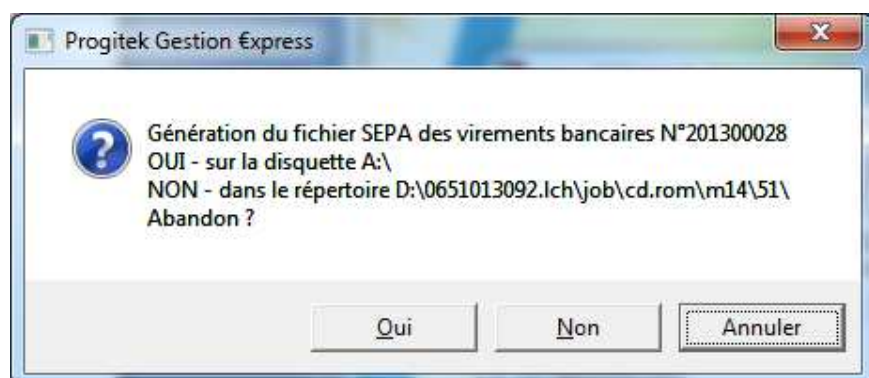 Progitek Gestion €xpress
Génération du fichier SEPA des virements bancaires N°201300028
OUI - sur la disquette A:\
NON - dans le répertoire D:\0651013092.lch\job\cd.rom\m14\51\
Abandon ?
Oui
Non
Annuler